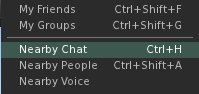 My Friends Ctrl+Shift+F
My Groups Ctrl+Shift+G
Nearby Chat Ctrl+H
Nearby People Ctrl+Shift+A
Nearby Voice